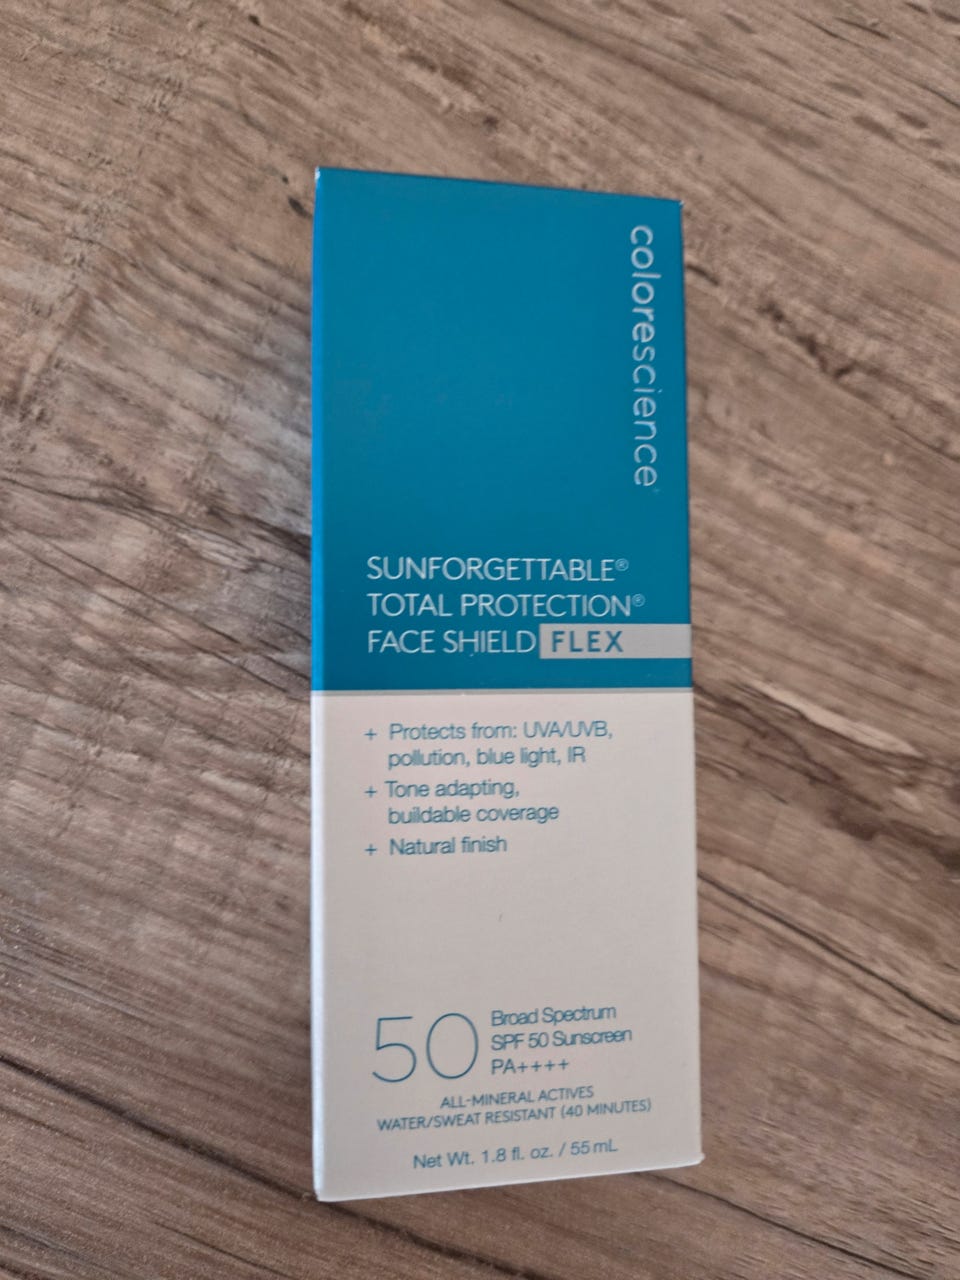 colorescience®
SUNFORGETTABLE®
TOTAL PROTECTION®
FACE SHIELD FLEX
+ Protects from: UVA/UVB,
pollution, blue light, IR
+ Tone adapting,
buildable coverage
+ Natural finish
50
Broad Spectrum
SPF 50 Sunscreen
PA++++
ALL-MINERAL ACTIVES
WATER/SWEAT RESISTANT (40 MINUTES)
Net Wt. 1.8 fl. oz. / 55 mL